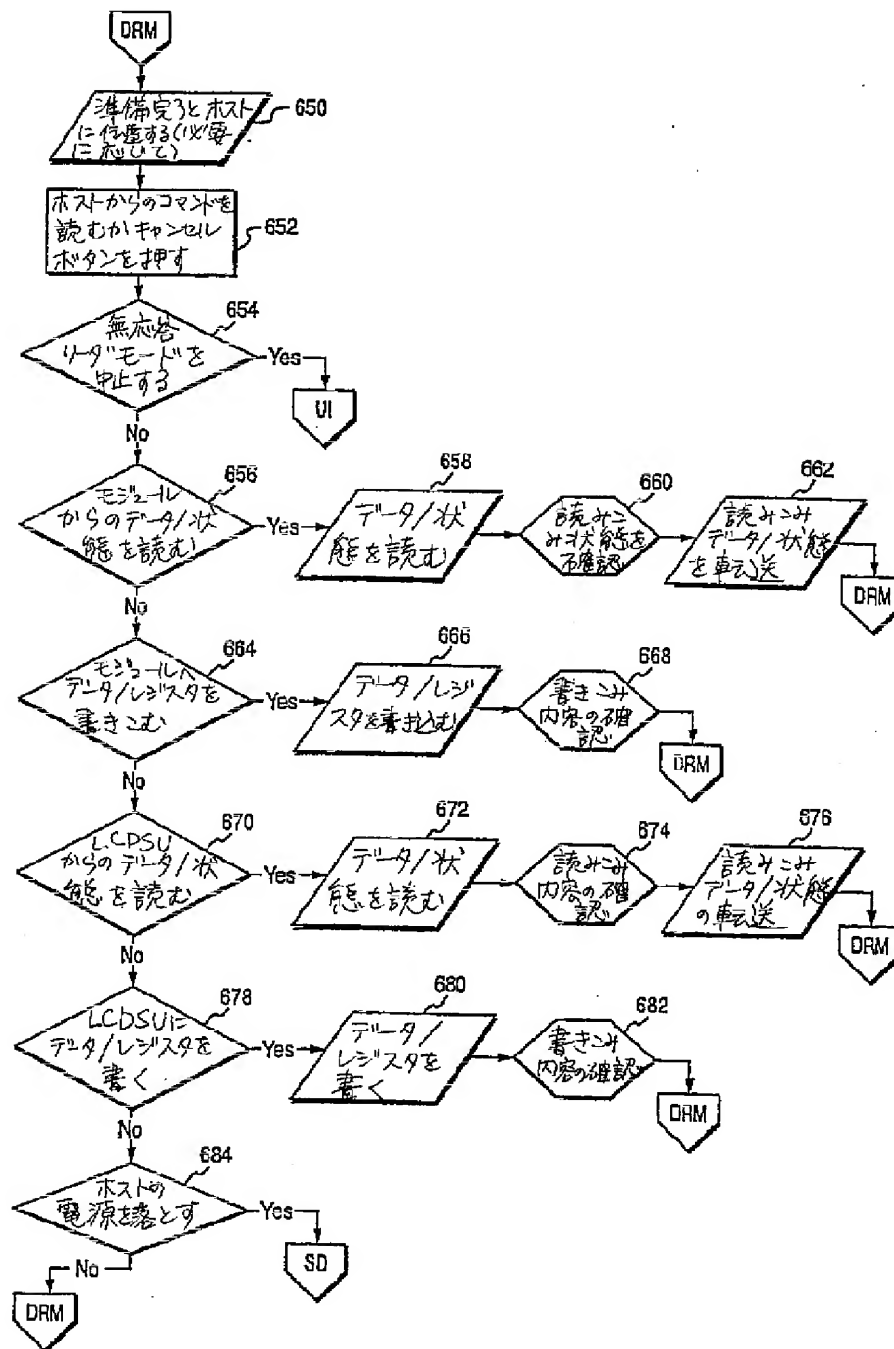 DRM
準備完了とホスト
に位置する(必要
に応じて)
650
ホストからのコマンドを
読むかキャンセル
ボタンを押す
652
654
無応答
リーダモードを
中止する
Yes
UI
No
656
モジュール
からのデータ/状
態を読む
Yes
658
データ/状
態を読む
660
読みこ
み状態を
確認
662
読みこみ
データ/状態
を転送
DRM
No
664
モジュールへ
データ/レジスタを
書きこむ
Yes
666
データ/レジ
スタを書き込む
668
書きこみ
内容の確
認
DRM
No
670
LCDSU
からのデータ/状
態を読む
Yes
672
データ/状
態を読む
674
読みこみ
内容の確
認
676
読みこみ
データ/状態
の転送
DRM
No
678
LCDSUに
データ/レジスタを
書く
Yes
680
データ/
レジスタを
書く
682
書きこみ
内容の確認
DRM
No
684
ホストの
電源を落とす
Yes
SD
No
DRM